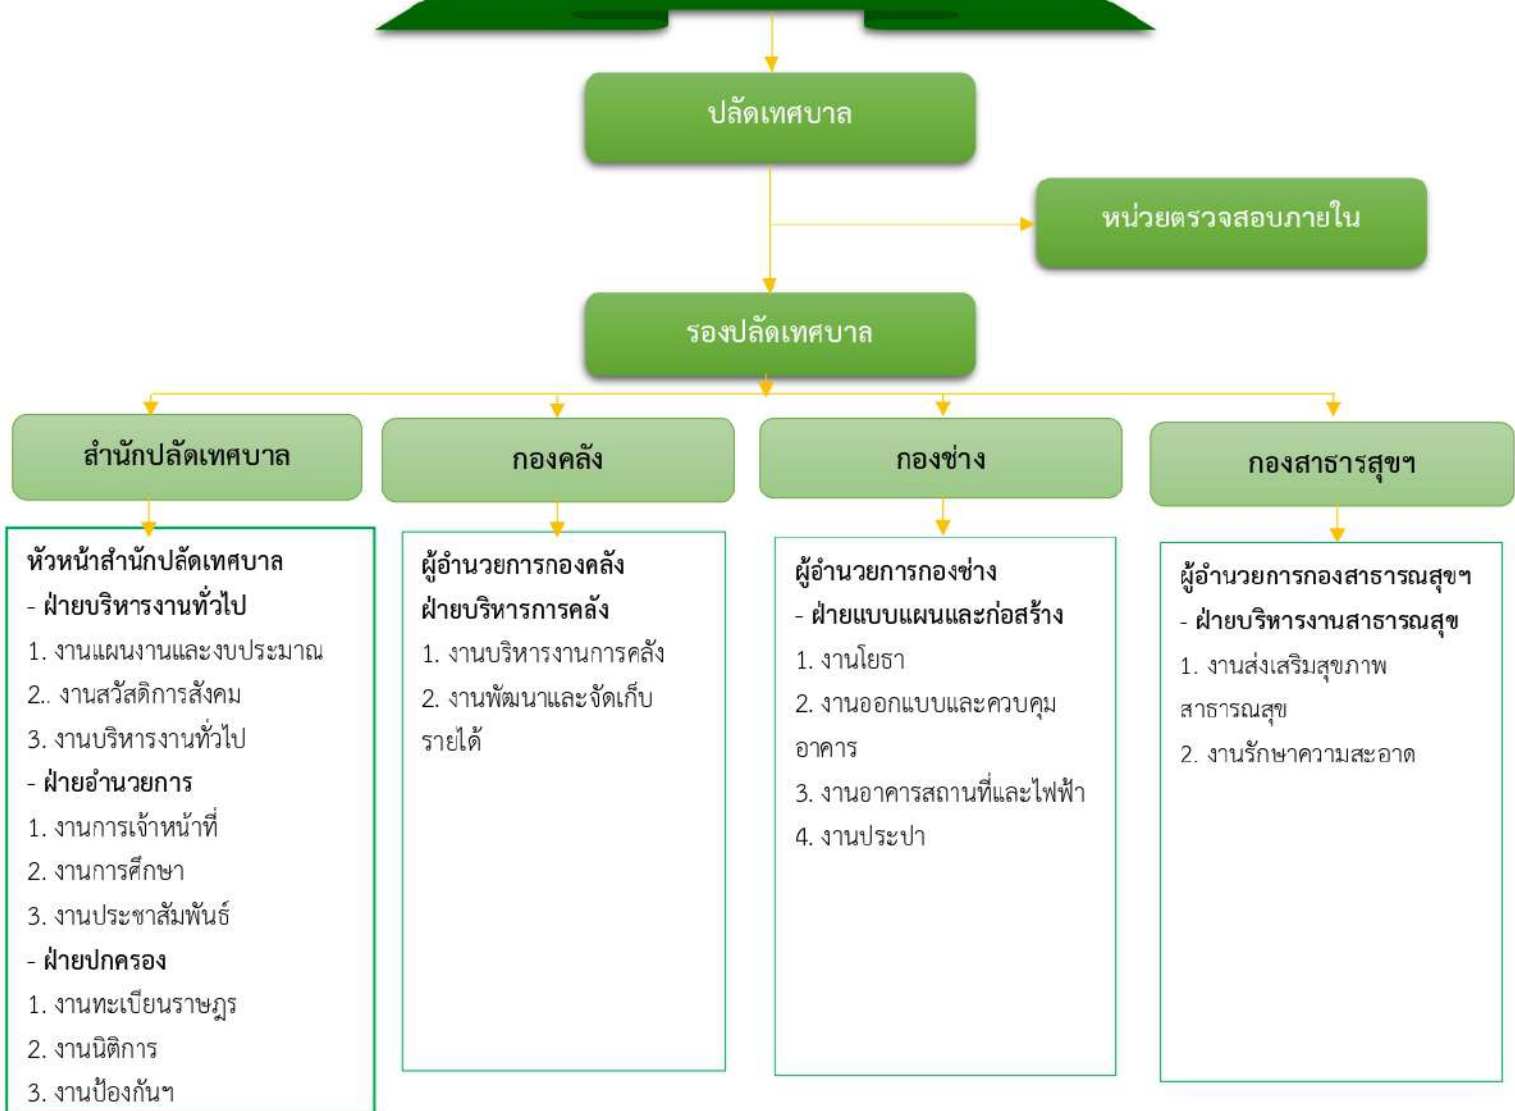 ปลัดเทศบาล
หน่วยตรวจสอบภายใน
รองปลัดเทศบาล
สำนักปลัดเทศบาล
กองคลัง
กองช่าง
กองสาธารสุขฯ
หัวหน้าสำนักปลัดเทศบาล
- ฝ่ายบริหารงานทั่วไป
1. งานแผนงานและงบประมาณ
2.. งานสวัสดิการสังคม
3. งานบริหารงานทั่วไป
- ฝ่ายอำนวยการ
1. งานการเจ้าหน้าที่
2. งานการศึกษา
3. งานประชาสัมพันธ์
- ฝ่ายปกครอง
1. งานทะเบียนราษฎร
2. งานนิติการ
3. งานป้องกันฯ
ผู้อำนวยการกองคลัง
ฝ่ายบริหารการคลัง
1. งานบริหารงานการคลัง
2. งานพัฒนาและจัดเก็บ
รายได้
ผู้อำนวยการกองช่าง
- ฝ่ายแบบแผนและก่อสร้าง
1. งานโยธา
2. งานออกแบบและควบคุม
อาคาร
3. งานอาคารสถานที่และไฟฟ้า
4. งานประปา
ผู้อำนวยการกองสาธารณสุขฯ
- ฝ่ายบริหารงานสาธารณสุข
1. งานส่งเสริมสุขภาพ
สาธารณสุข
2. งานรักษาความสะอาด